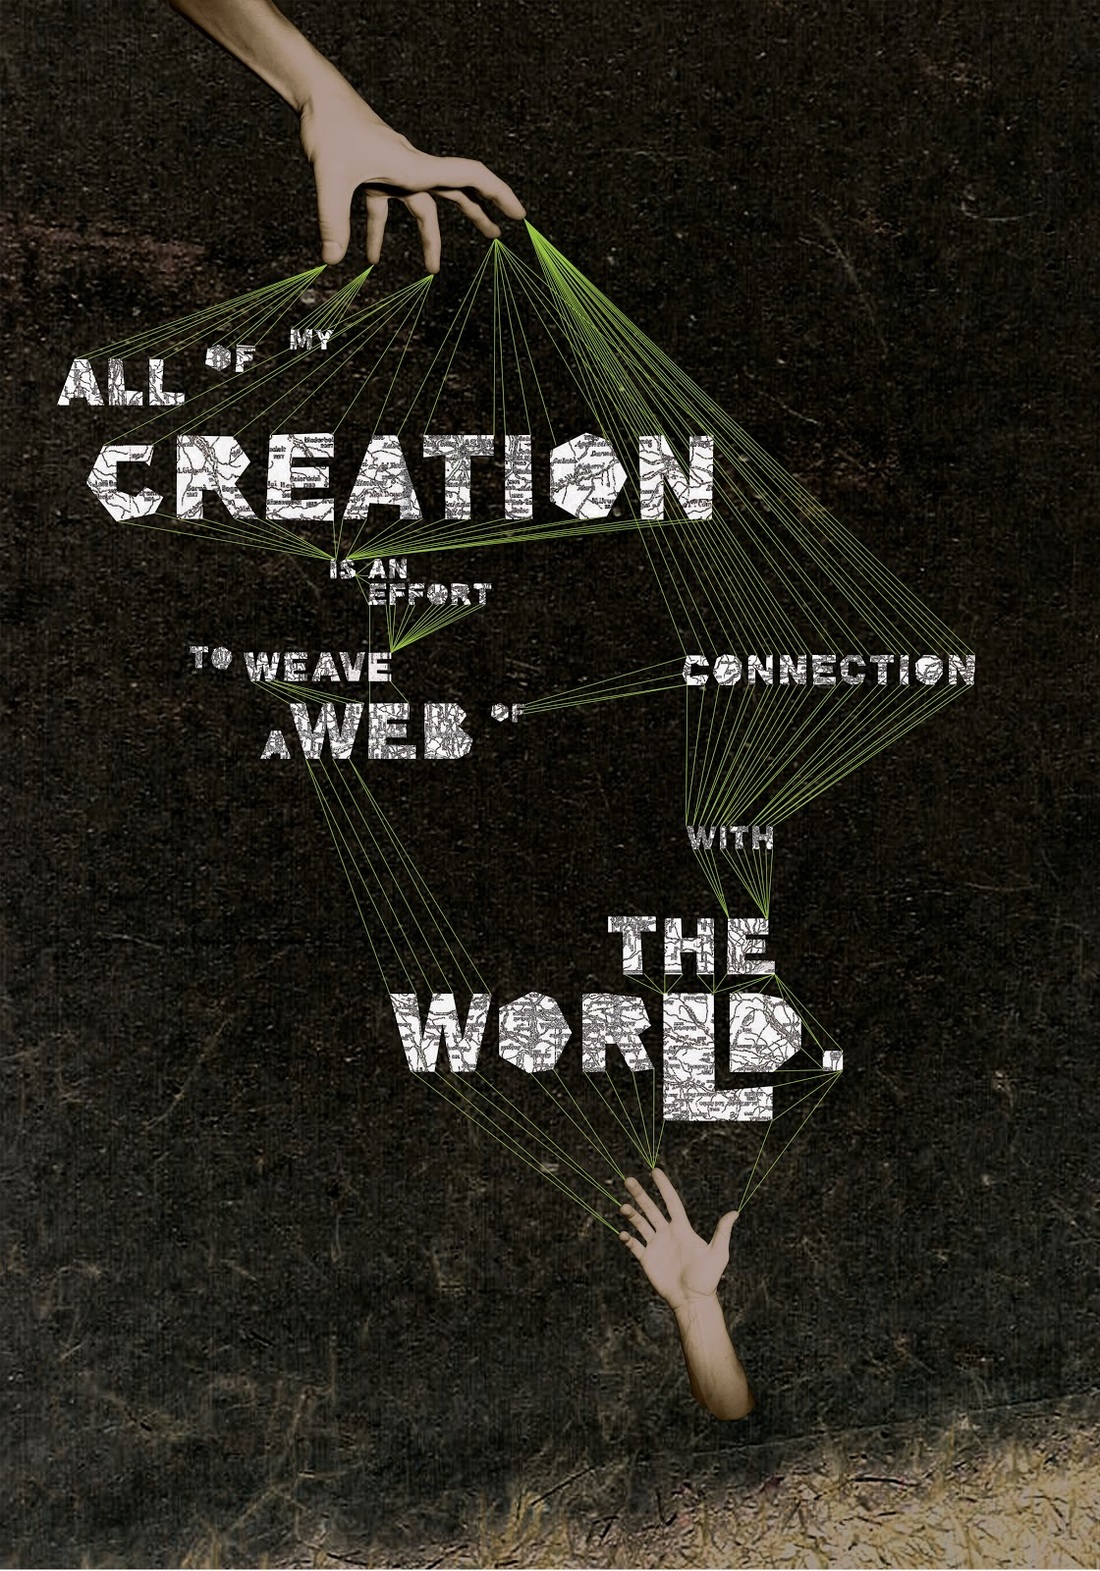 ALL OF MY
CREATION
IS AN
EFFORT
TO WEAVE
A WEB OF
CONNECTION
WITH
THE
WORLD.